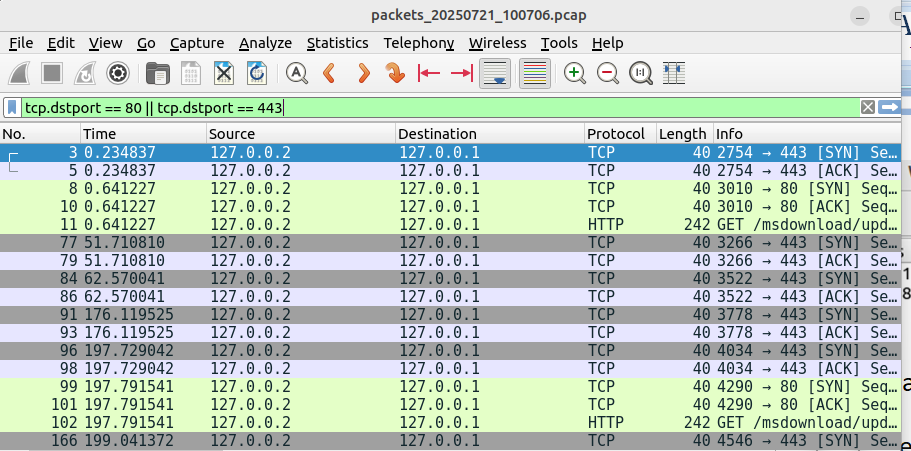 packets_20250721_100706.pcap
File Edit View Go Capture Analyze Statistics Telephony Wireless Tools Help
tcp.dstport == 80 || tcp.dstport == 443
No. Time Source Destination Protocol Length Info
3 0.234837 127.0.0.2 127.0.0.1 TCP 40 2754 → 443 [SYN] Se…
5 0.234837 127.0.0.2 127.0.0.1 TCP 40 2754 → 443 [ACK] Se…
8 0.641227 127.0.0.2 127.0.0.1 TCP 40 3010 → 80 [SYN] Seq…
10 0.641227 127.0.0.2 127.0.0.1 TCP 40 3010 → 80 [ACK] Seq…
11 0.641227 127.0.0.2 127.0.0.1 HTTP 242 GET /msdownload/upd…
77 51.710810 127.0.0.2 127.0.0.1 TCP 40 3266 → 443 [SYN] Se…
79 51.710810 127.0.0.2 127.0.0.1 TCP 40 3266 → 443 [ACK] Se…
84 62.570041 127.0.0.2 127.0.0.1 TCP 40 3522 → 443 [SYN] Se…
86 62.570041 127.0.0.2 127.0.0.1 TCP 40 3522 → 443 [ACK] Se…
91 176.119525 127.0.0.2 127.0.0.1 TCP 40 3778 → 443 [SYN] Se…
93 176.119525 127.0.0.2 127.0.0.1 TCP 40 3778 → 443 [ACK] Se…
96 197.729042 127.0.0.2 127.0.0.1 TCP 40 4034 → 443 [SYN] Se…
98 197.729042 127.0.0.2 127.0.0.1 TCP 40 4034 → 443 [ACK] Se…
99 197.791541 127.0.0.2 127.0.0.1 TCP 40 4290 → 80 [SYN] Seq…
101 197.791541 127.0.0.2 127.0.0.1 TCP 40 4290 → 80 [ACK] Seq…
102 197.791541 127.0.0.2 127.0.0.1 HTTP 242 GET /msdownload/upd…
166 199.041372 127.0.0.2 127.0.0.1 TCP 40 4546 → 443 [SYN] Se…